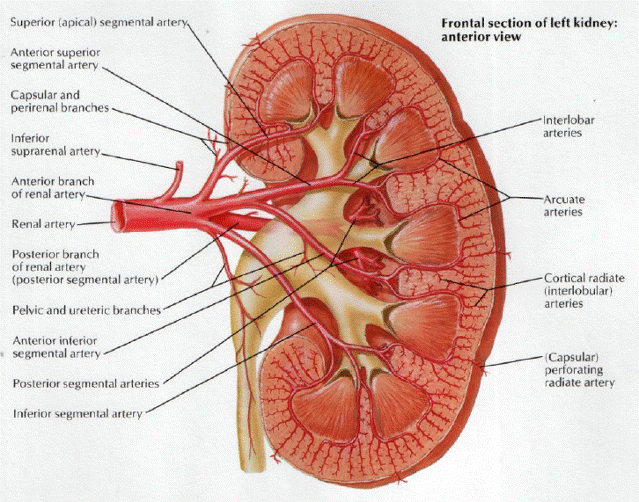 Superior (apical) segmental artery
Anterior superior
segmental artery
Capsular and
perirenal branches
Inferior
suprarenal artery
Anterior branch
of renal artery
Renal artery
Posterior branch
of renal artery
(posterior segmental artery)
Pelvic and ureteric branches
Anterior inferior
segmental artery
Posterior segmental arteries
Inferior segmental artery
Frontal section of left kidney:
anterior view
Interlobar
arteries
Arcuate
arteries
Cortical radiate
(interlobular)
arteries
(Capsular)
perforating
radiate artery